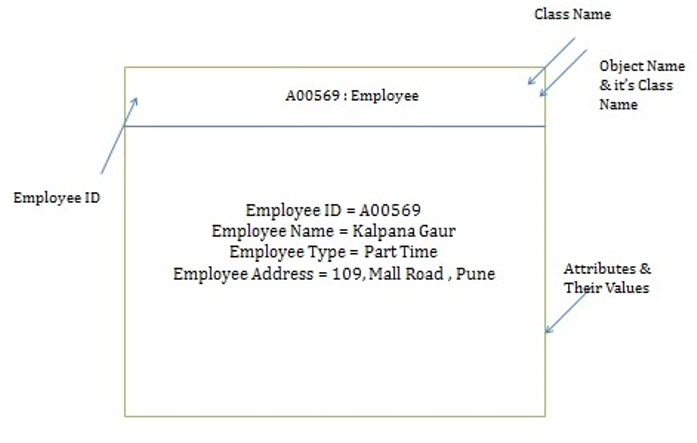 Class Name
Object Name
& it's Class
Name
A00569 : Employee
Employee ID
Employee ID = A00569
Employee Name = Kalpana Gaur
Employee Type = Part Time
Employee Address = 109, Mall Road , Pune
Attributes &
Their Values